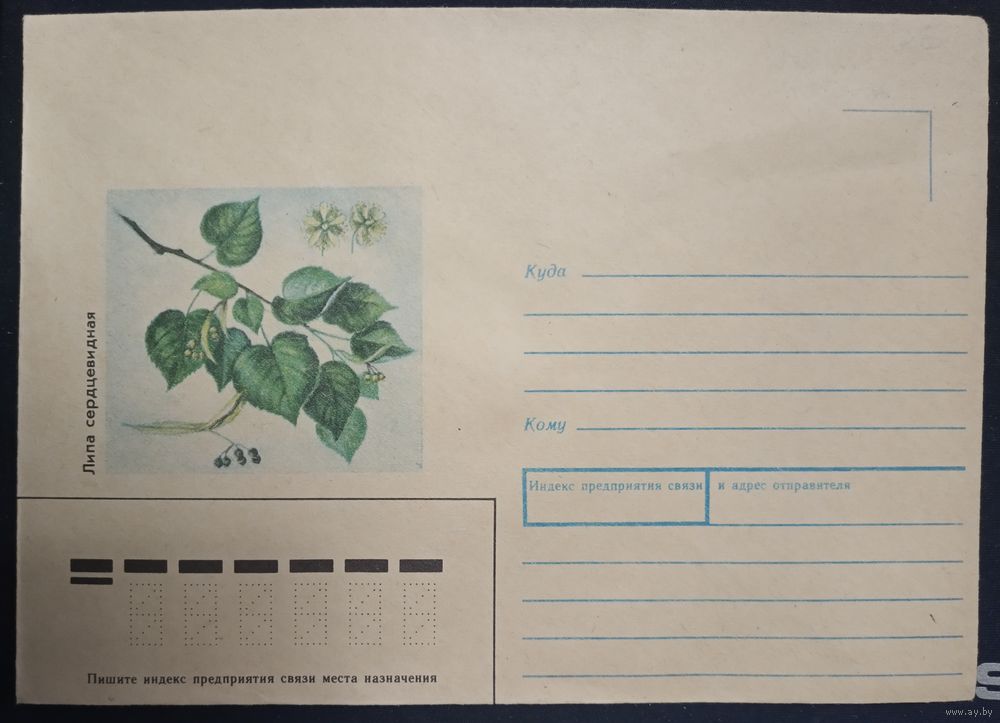 Липа сердцевидная
Куда
Кому
Индекс предприятия связи и адрес отправителя
Пишите индекс предприятия связи места назначения
S
www.ay.by